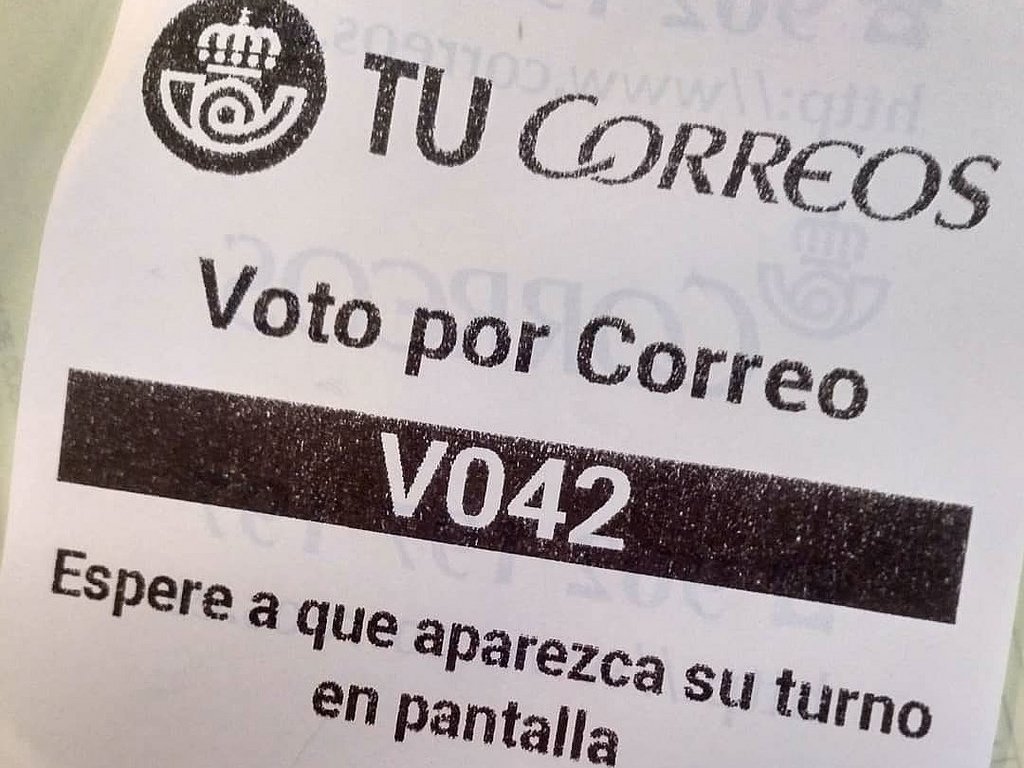 TU CORREOS
Voto por Correo
V042
Espere a que aparezca su turno
en pantalla